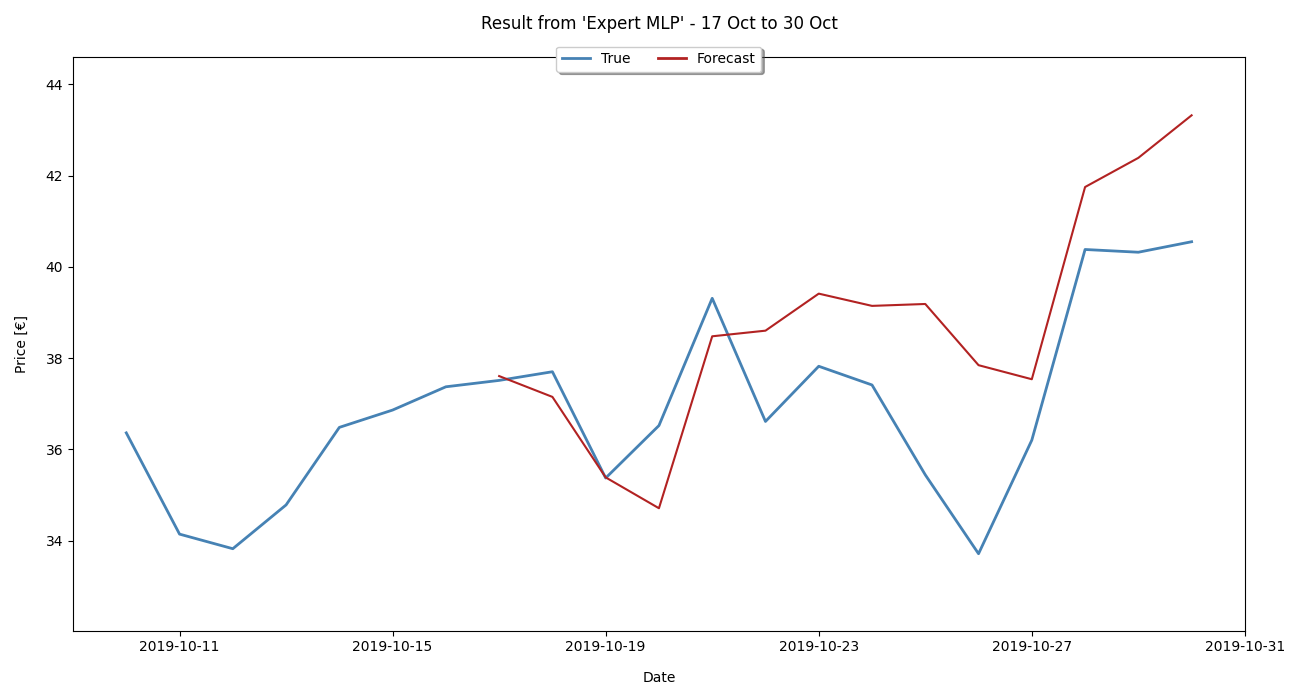 Result from 'Expert MLP' - 17 Oct to 30 Oct
True Forecast
44
42
40
38
36
34
Price [€]
2019-10-11 2019-10-15 2019-10-19 2019-10-23 2019-10-27 2019-10-31
Date